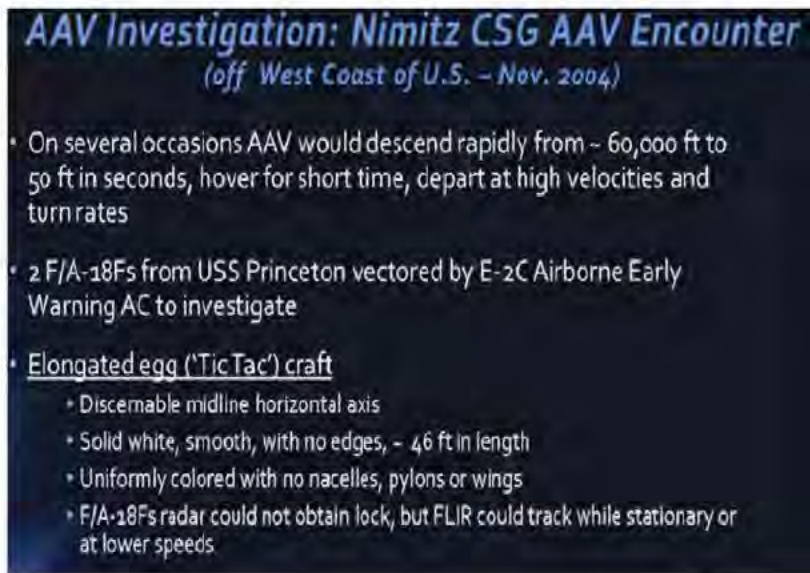 AAV Investigation: Nimitz CSG AAV Encounter
(off West Coast of U.S. – Nov. 2004)
• On several occasions AAV would descend rapidly from ~ 60,000 ft to
50 ft in seconds, hover for short time, depart at high velocities and
turn rates
• 2 F/A-18Fs from USS Princeton vectored by E-2C Airborne Early
Warning AC to investigate
• Elongated egg (‘Tic Tac’) craft
• Discernable midline horizontal axis
• Solid white, smooth, with no edges, ~ 46 ft in length
• Uniformly colored with no nacelles, pylons or wings
• F/A-18Fs radar could not obtain lock, but FLIR could track while stationary or
at lower speeds